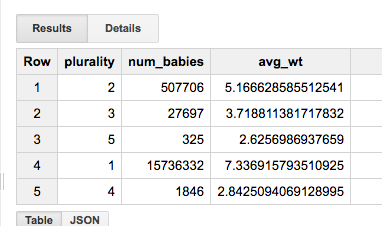 Results Details
Row plurality num_babies avg_wt
1 2 507706 5.166628585512541
2 3 27697 3.718811381717832
3 5 325 2.6256986937659
4 1 15736332 7.336915793510925
5 4 1846 2.8425094069128995
Table JSON